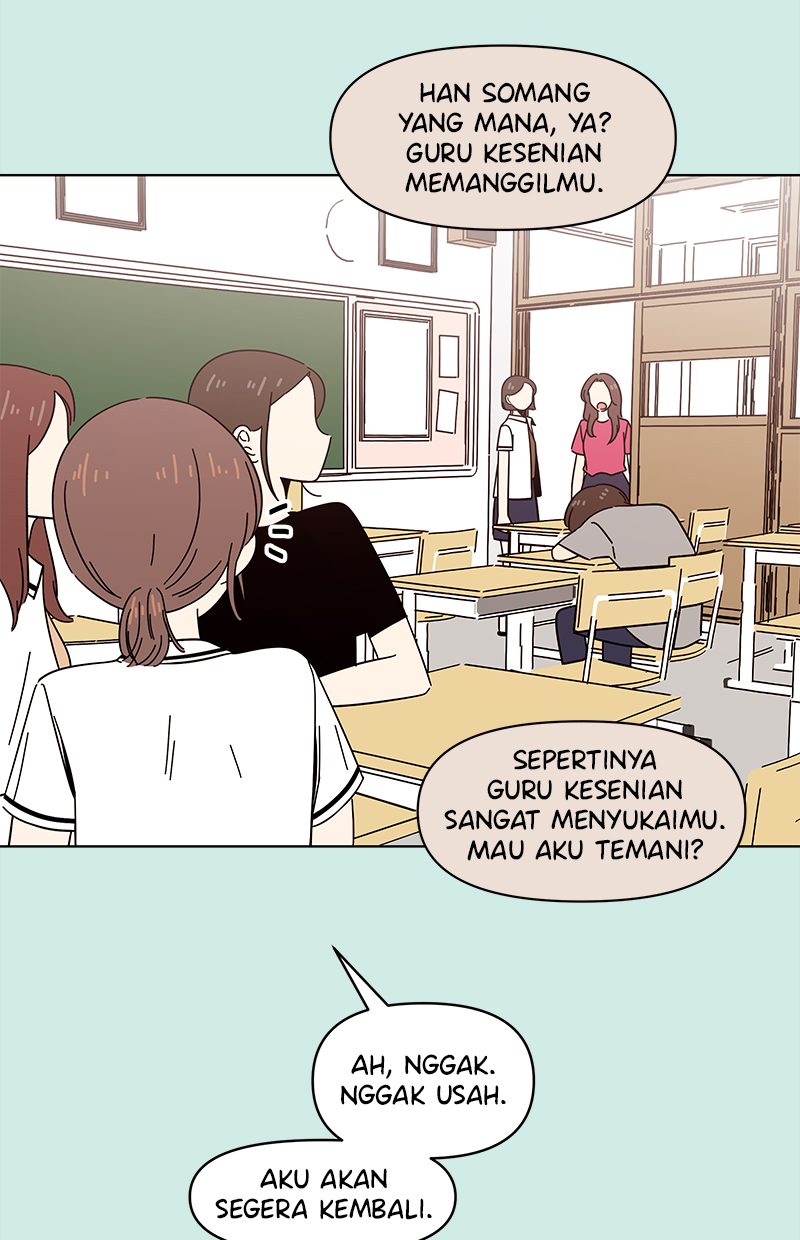 HAN SOMANG
YANG MANA, YA?
GURU KESENIAN
MEMANGGILMU.
SEPERTINYA
GURU KESENIAN
SANGAT MENYUKAIMU.
MAU AKU TEMANI?
AH, NGGAK.
NGGAK USAH.
AKU AKAN
SEGERA KEMBALI.